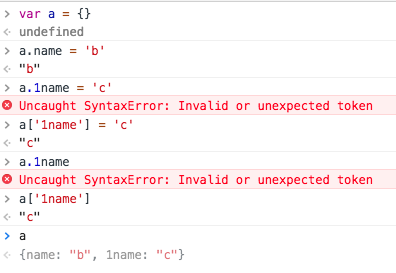 var a = {}
undefined
a.name = 'b'
"b"
a.1name = 'c'
Uncaught SyntaxError: Invalid or unexpected token
a['1name'] = 'c'
"c"
a.1name
Uncaught SyntaxError: Invalid or unexpected token
a['1name']
"c"
a
{name: "b", 1name: "c"}